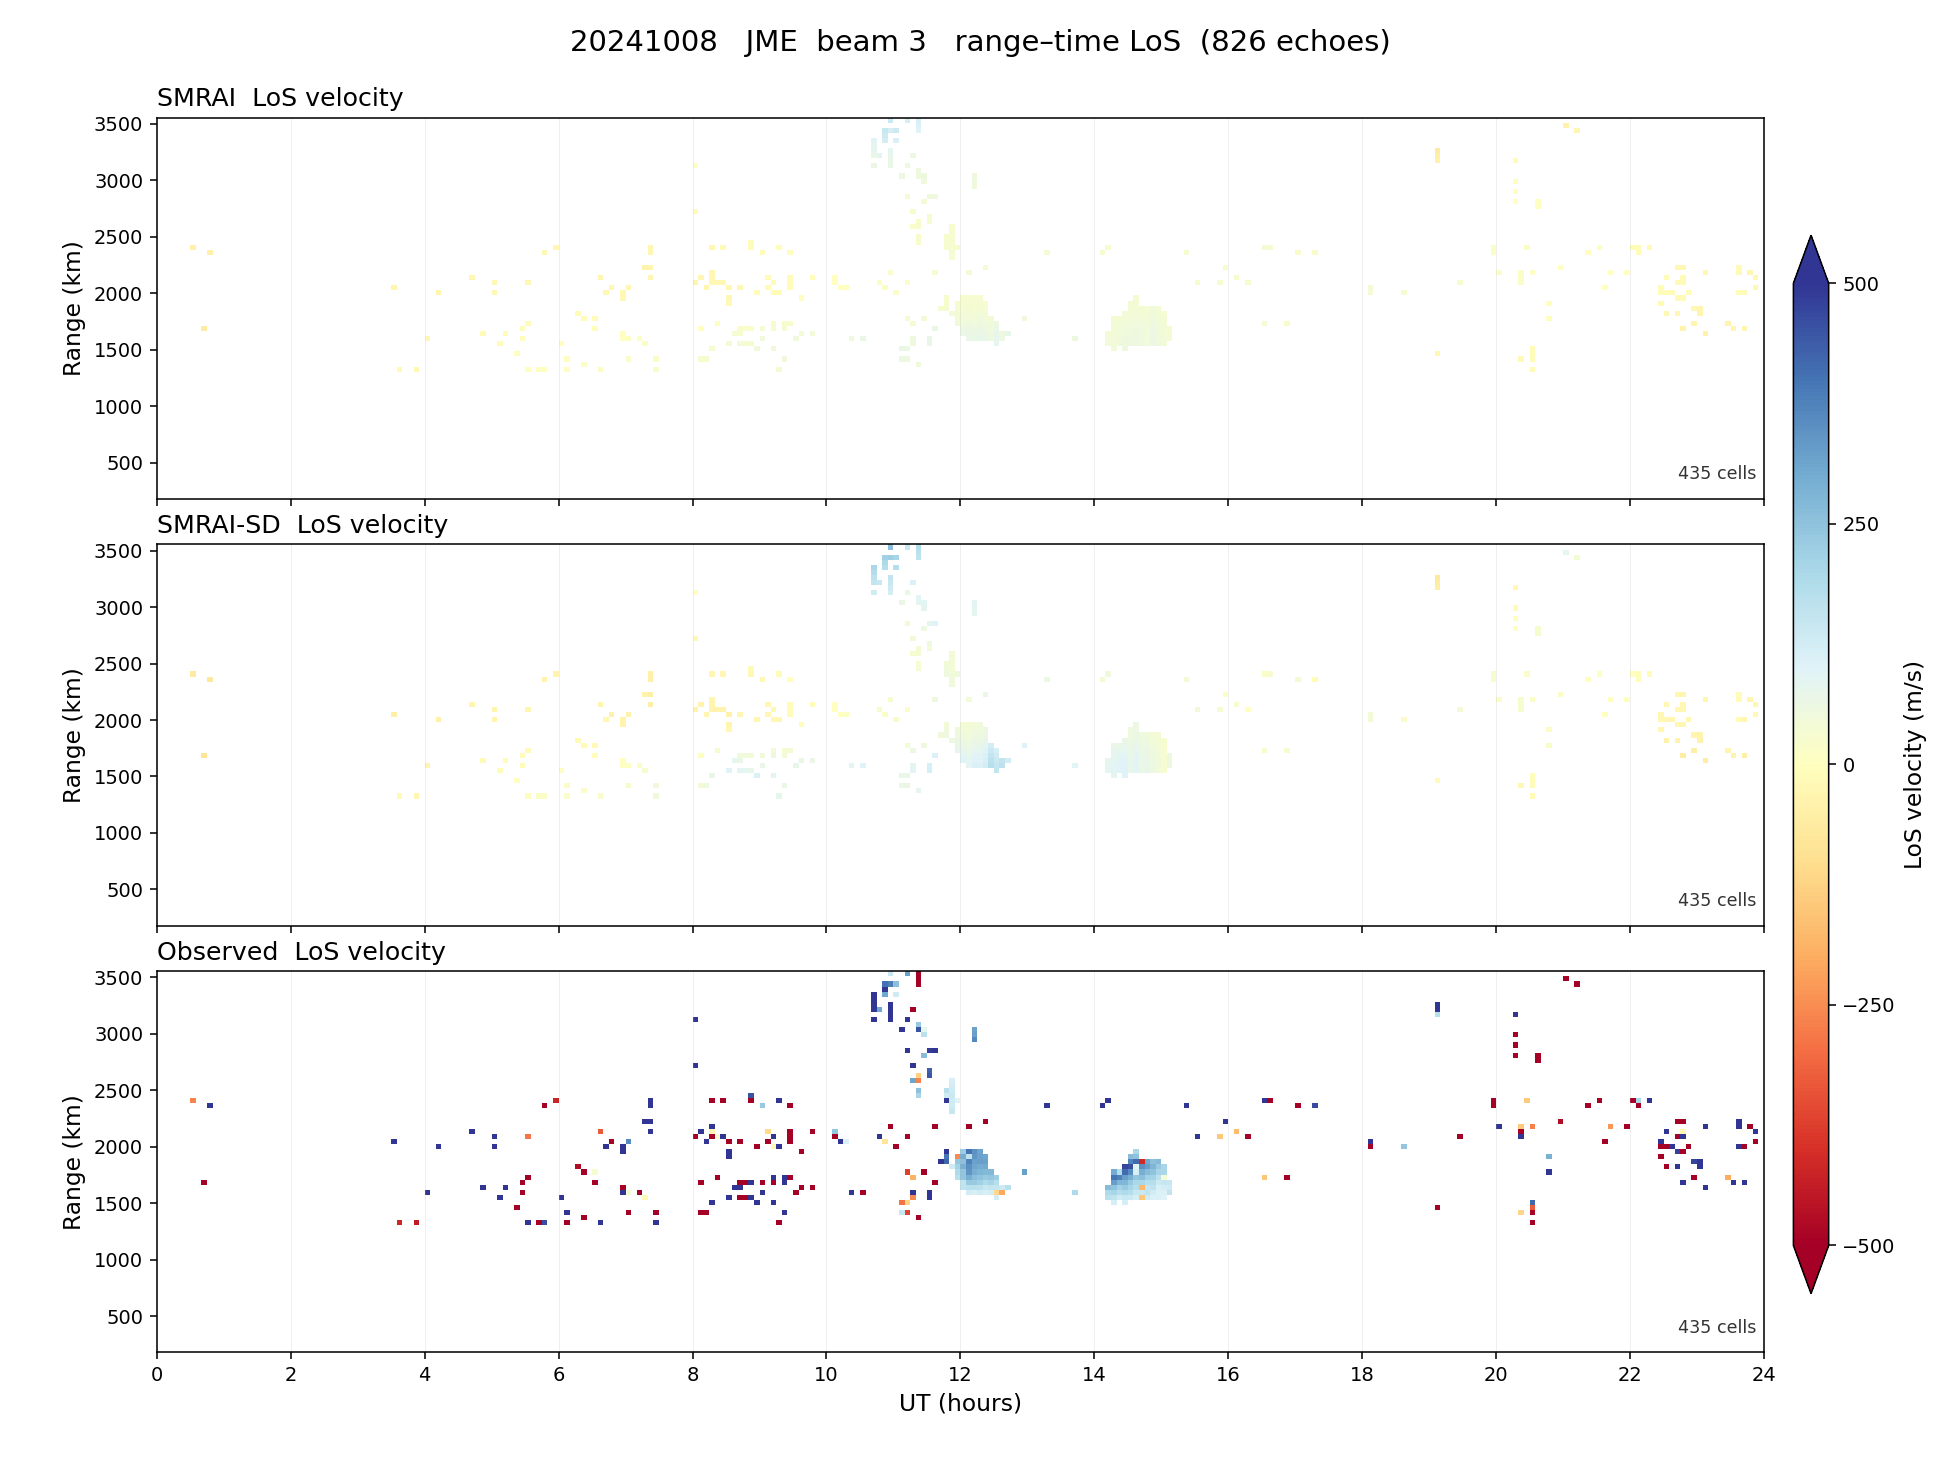 20241008 JME beam 3 range–time LoS (826 echoes)
SMRAI LoS velocity
3500
3000
2500
2000
1500
1000
500
Range (km)
435 cells
SMRAI-SD LoS velocity
3500
3000
2500
2000
1500
1000
500
Range (km)
435 cells
Observed LoS velocity
3500
3000
2500
2000
1500
1000
500
Range (km)
435 cells
0 2 4 6 8 10 12 14 16 18 20 22 24
UT (hours)
500
250
0
−250
−500
LoS velocity (m/s)